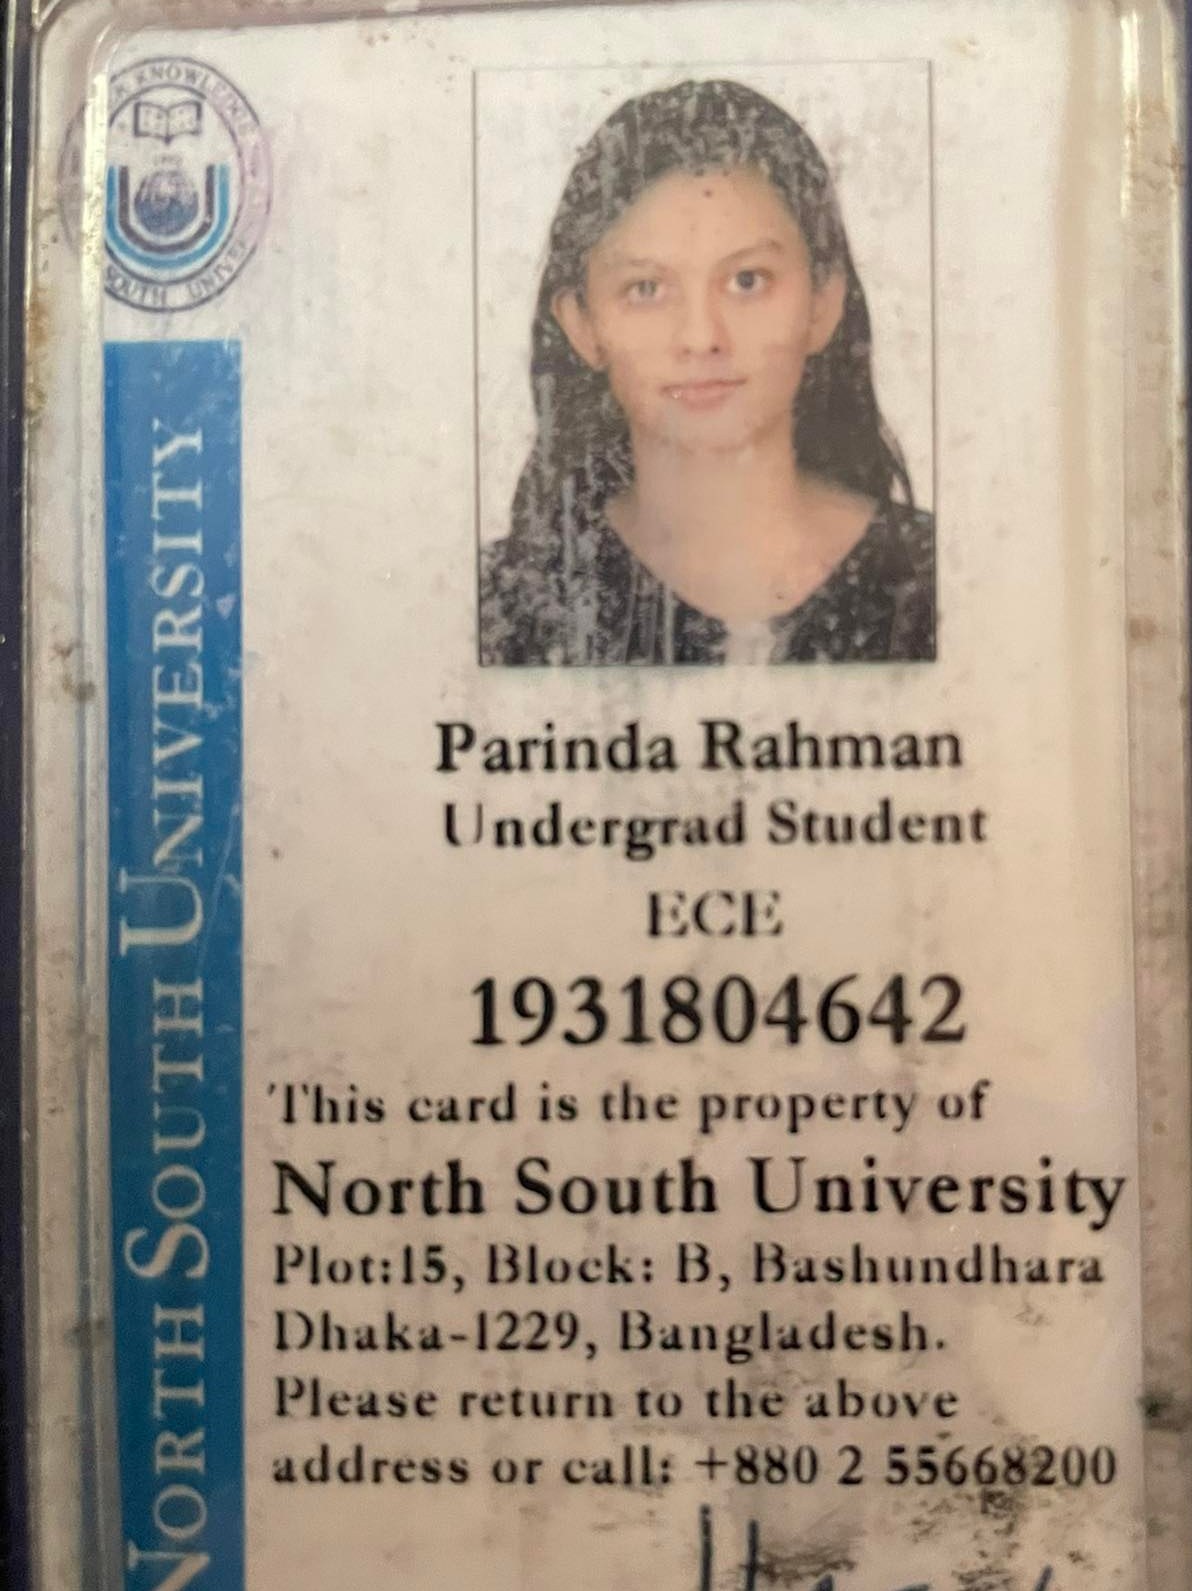 KNOWLEDGE
1992
SOUTH UNIVE
NORTH SOUTH UNIVERSITY
Parinda Rahman
Undergrad Student
ECE
1931804642
This card is the property of
North South University
Plot:15, Block: B, Bashundhara
Dhaka-1229, Bangladesh.
Please return to the above
address or call: +880 2 55668200